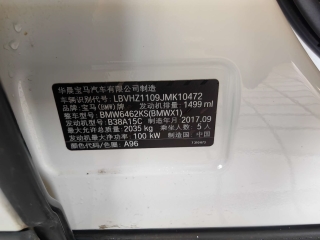 华晨宝马汽车有限公司制造
车辆识别代号: LBVHZ1109JMK10472
品牌: 宝马(BMW)牌 发动机排量: 1499 ml
整车型号: BMW6462KS(BMWX1)
发动机型号: B38A15C 制造年月 2017.09
最大允许总质量: 2035 kg 乘坐人数 5 人
发动机最大净功率: 100 kW 制造国 中国
颜色代码/色服: A96